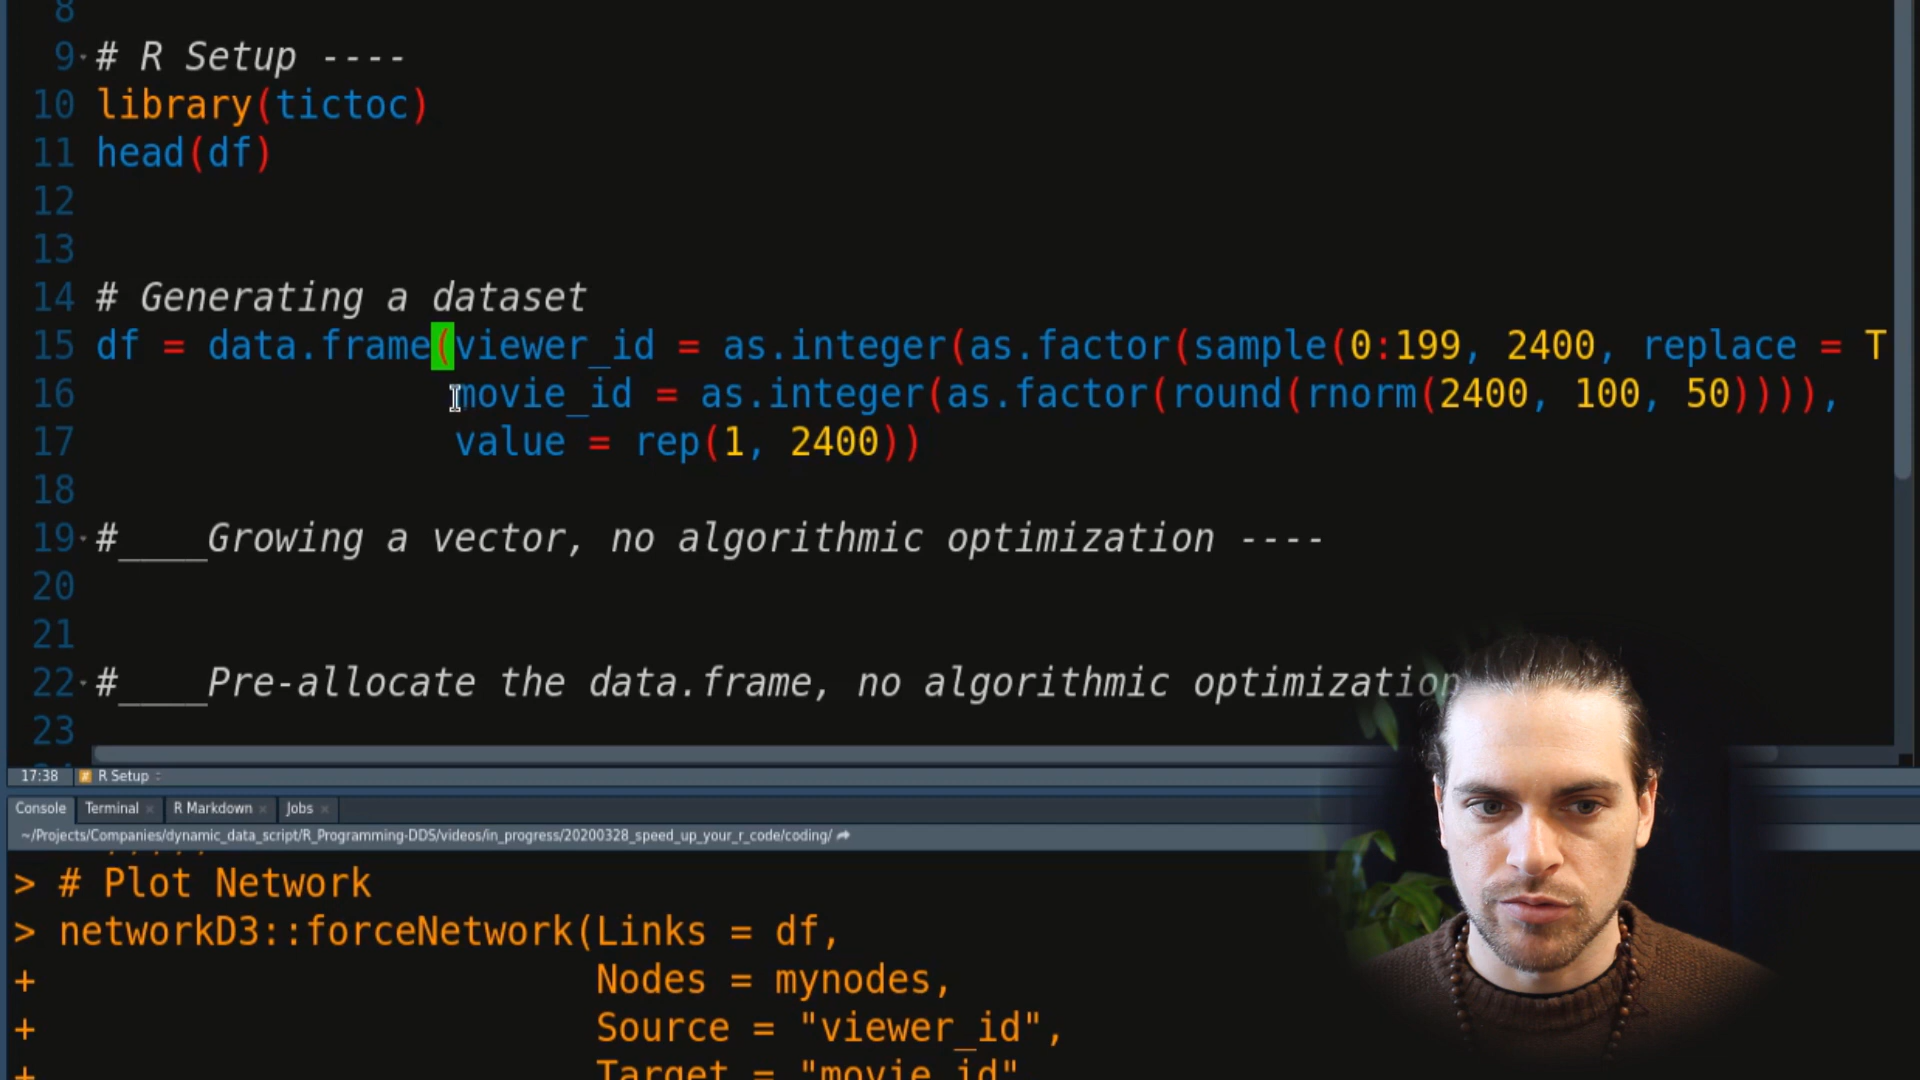 8
9 # R Setup ----
10 library(tictoc)
11 head(df)
12
13
14 # Generating a dataset
15 df = data.frame(viewer_id = as.integer(as.factor(sample(0:199, 2400, replace = T
16 movie_id = as.integer(as.factor(round(rnorm(2400, 100, 50)))),
17 value = rep(1, 2400))
18
19 #____Growing a vector, no algorithmic optimization ----
20
21
22 #____Pre-allocate the data.frame, no algorithmic optimization
23
17:38 # R Setup
Console Terminal R Markdown Jobs
~/Projects/Companies/dynamic_data_script/R_Programming-DDS/videos/in_progress/20200328_speed_up_your_r_code/coding/
> # Plot Network
> networkD3::forceNetwork(Links = df,
+ Nodes = mynodes,
+ Source = "viewer_id",
+ Target = "movie_id"